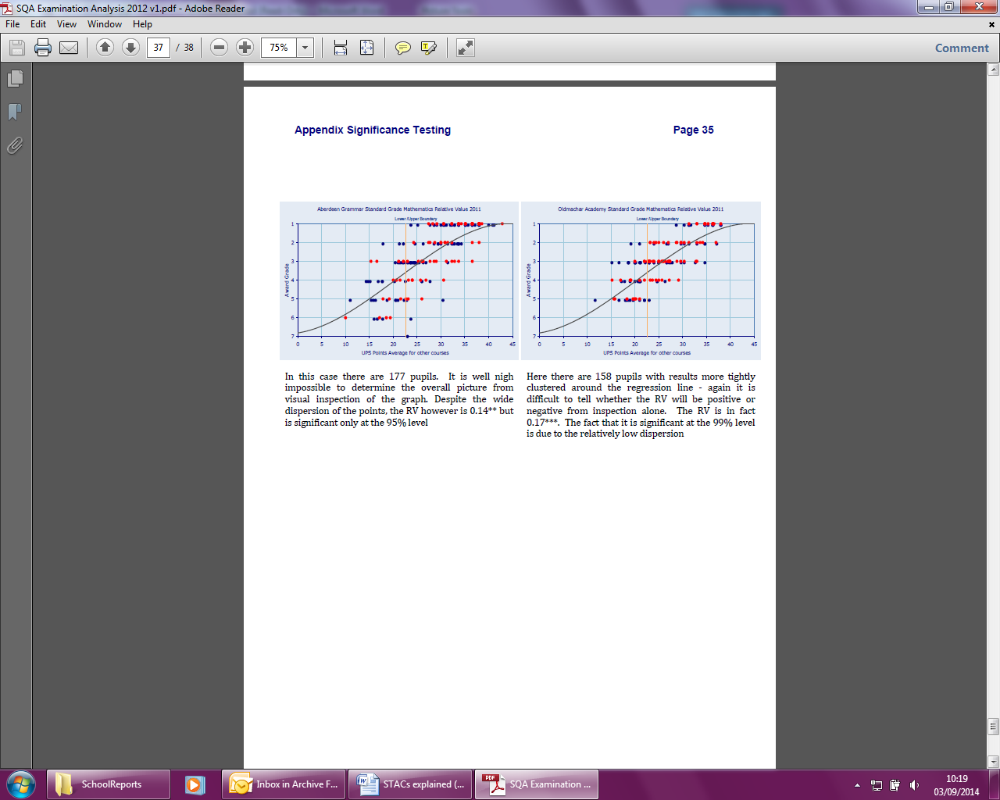 SQA Examination Analysis 2012 v1.pdf - Adobe Reader
File Edit View Window Help
37 / 38 75% Comment
Appendix Significance Testing Page 35
Aberdeen Grammar Standard Grade Mathematics Relative Value 2011
Lower /Upper Boundary
Award Grade
1
2
3
4
5
6
7
0 5 10 15 20 25 30 35 40 45
UPS Points Average for other courses
Oldmachar Academy Standard Grade Mathematics Relative Value 2011
Lower /Upper Boundary
Award Grade
1
2
3
4
5
6
7
0 5 10 15 20 25 30 35 40 45
UPS Points Average for other courses
In this case there are 177 pupils. It is well nigh
impossible to determine the overall picture from
visual inspection of the graph. Despite the wide
dispersion of the points, the RV however is 0.14** but
is significant only at the 95% level
Here there are 158 pupils with results more tightly
clustered around the regression line - again it is
difficult to tell whether the RV will be positive or
negative from inspection alone. The RV is in fact
0.17***. The fact that it is significant at the 99% level
is due to the relatively low dispersion
SchoolReports
Inbox in Archive F...
STACs explained (...
PDF
SQA Examination ...
10:19
03/09/2014